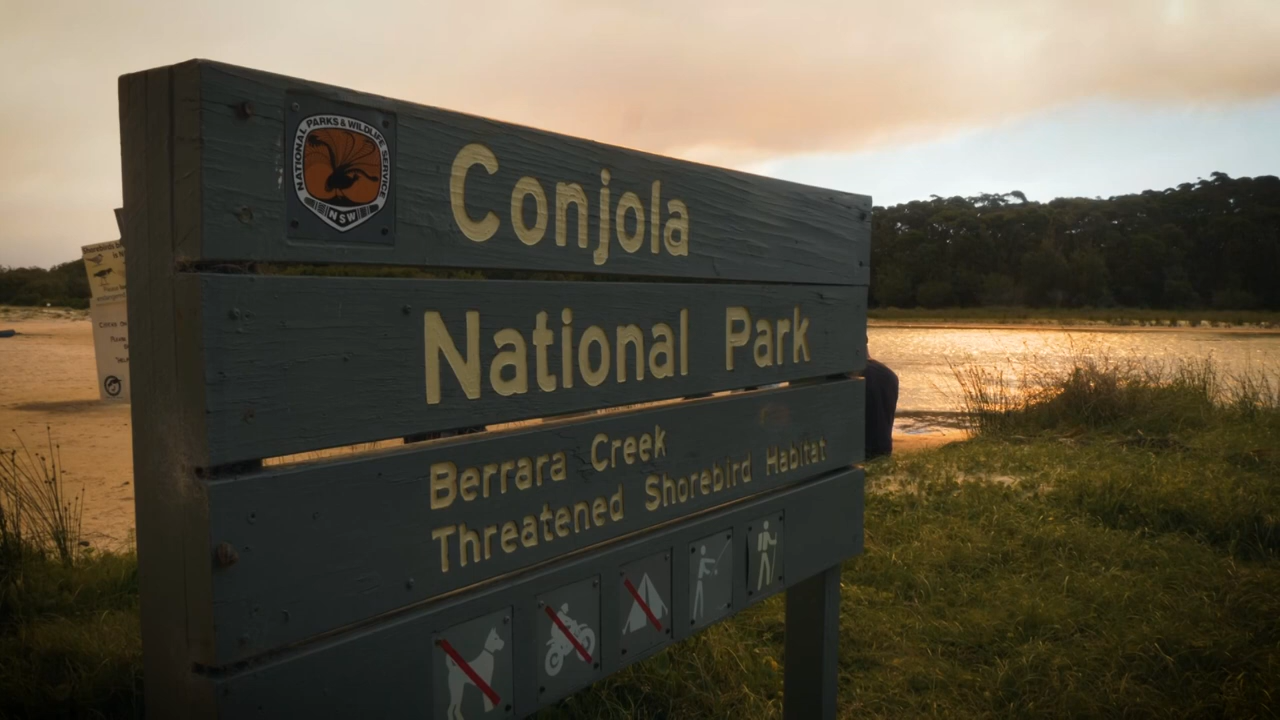 NATIONAL PARKS & WILDLIFE SERVICE
NSW
Conjola
National Park
Berrara Creek
Threatened Shorebird Habitat